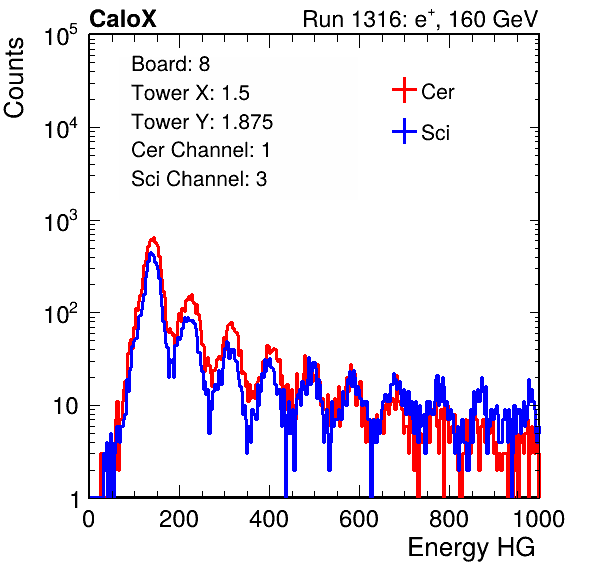 CaloX Run 1316: e⁺, 160 GeV
Counts
Board: 8
Tower X: 1.5
Tower Y: 1.875
Cer Channel: 1
Sci Channel: 3
Cer
Sci
10⁵
10⁴
10³
10²
10
1
0 200 400 600 800 1000
Energy HG